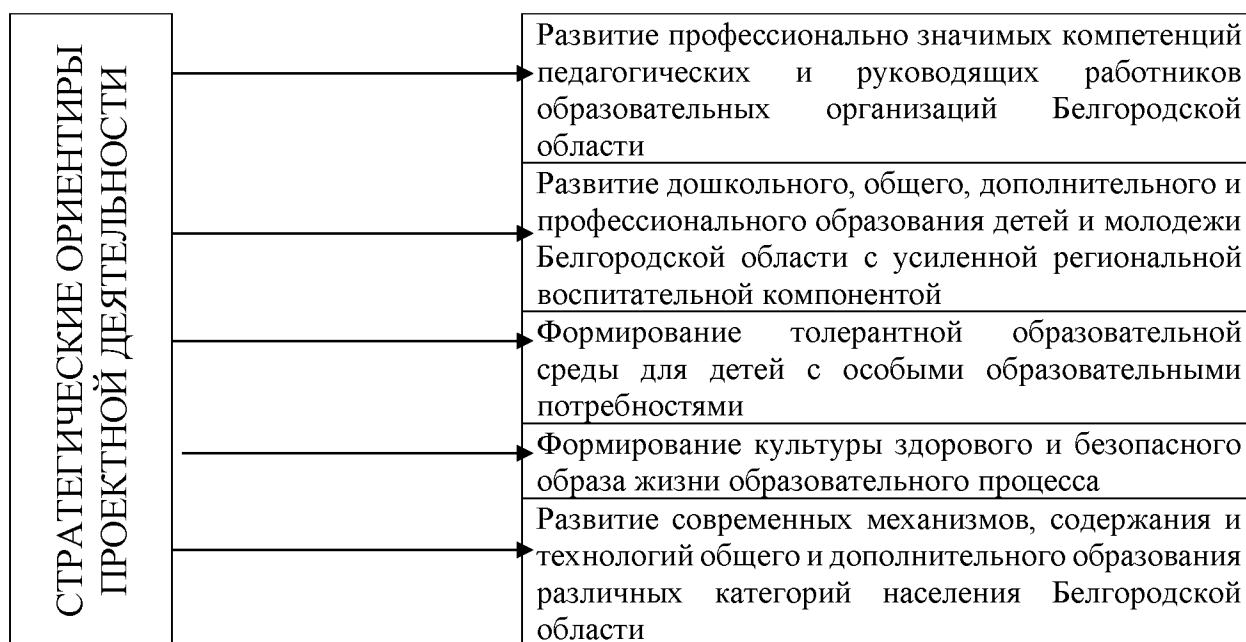 СТРАТЕГИЧЕСКИЕ ОРИЕНТИРЫ
ПРОЕКТНОЙ ДЕЯТЕЛЬНОСТИ
Развитие профессионально значимых компетенций
педагогических и руководящих работников
образовательных организаций Белгородской
области
Развитие дошкольного, общего, дополнительного и
профессионального образования детей и молодежи
Белгородской области с усиленной региональной
воспитательной компонентой
Формирование толерантной образовательной
среды для детей с особыми образовательными
потребностями
Формирование культуры здорового и безопасного
образа жизни образовательного процесса
Развитие современных механизмов, содержания и
технологий общего и дополнительного образования
различных категорий населения Белгородской
области